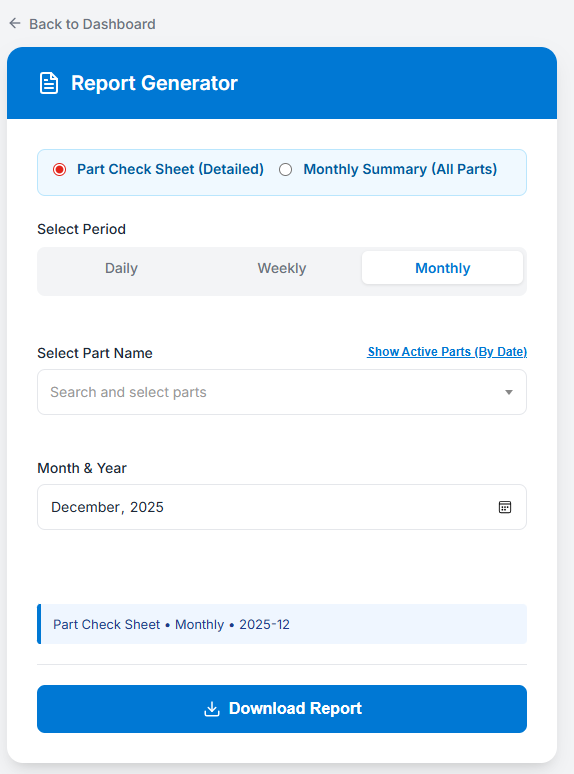 Back to Dashboard
Report Generator
Part Check Sheet (Detailed) Monthly Summary (All Parts)
Select Period
Daily Weekly Monthly
Select Part Name Show Active Parts (By Date)
Search and select parts
Month & Year
December, 2025
Part Check Sheet • Monthly • 2025-12
Download Report